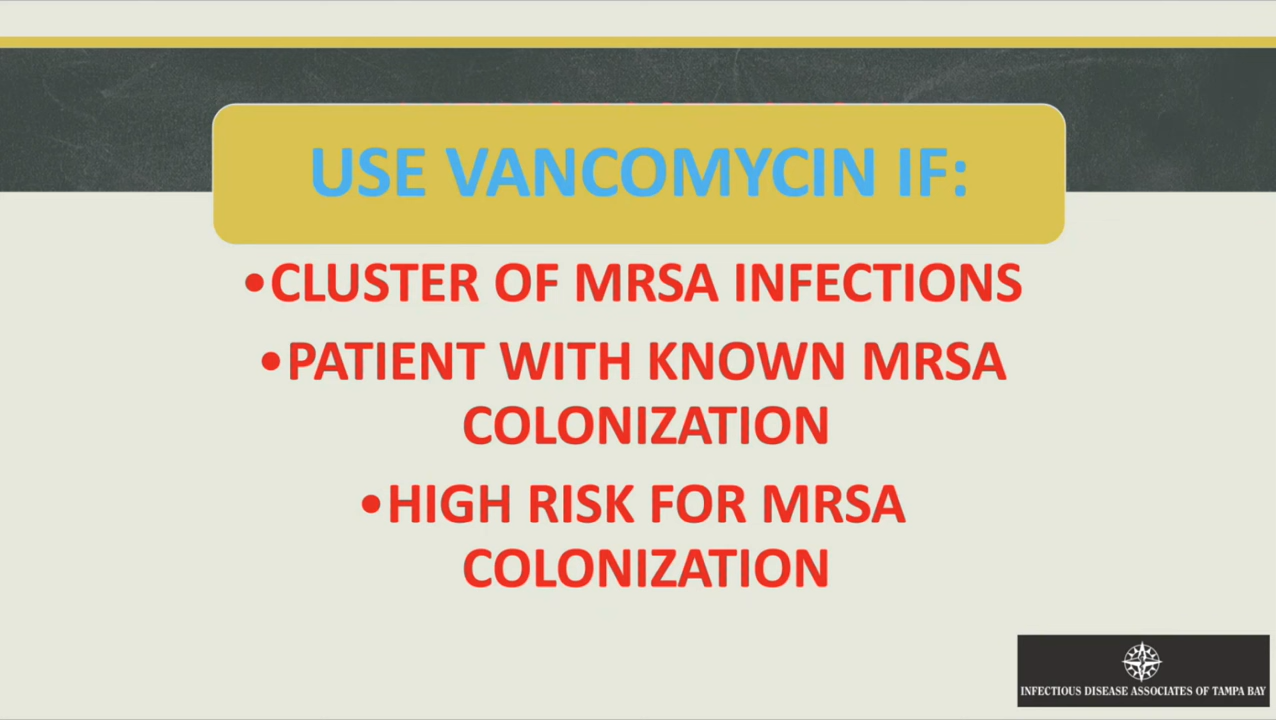 USE VANCOMYCIN IF:
•CLUSTER OF MRSA INFECTIONS
•PATIENT WITH KNOWN MRSA
COLONIZATION
•HIGH RISK FOR MRSA
COLONIZATION
INFECTIOUS DISEASE ASSOCIATES OF TAMPA BAY